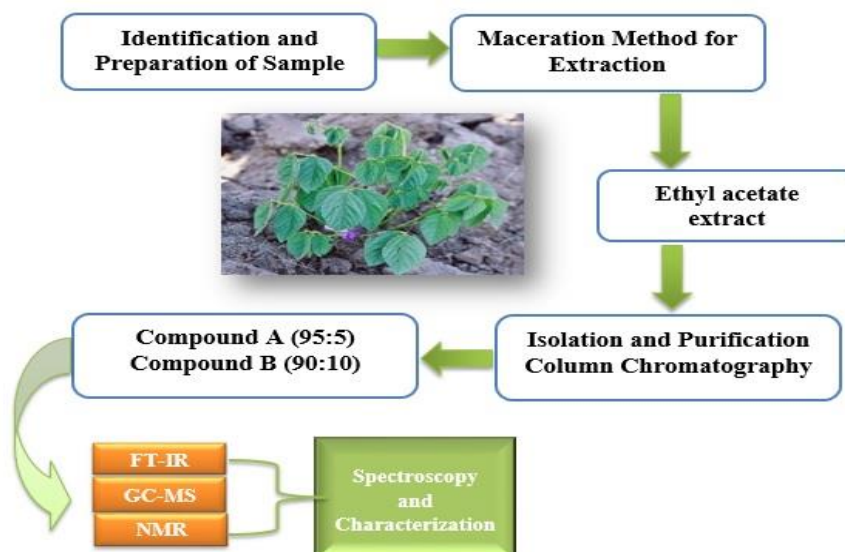 Identification and
Preparation of Sample
Maceration Method for
Extraction
Ethyl acetate
extract
Isolation and Purification
Column Chromatography
Compound A (95:5)
Compound B (90:10)
FT-IR
GC-MS
NMR
Spectroscopy
and
Characterization